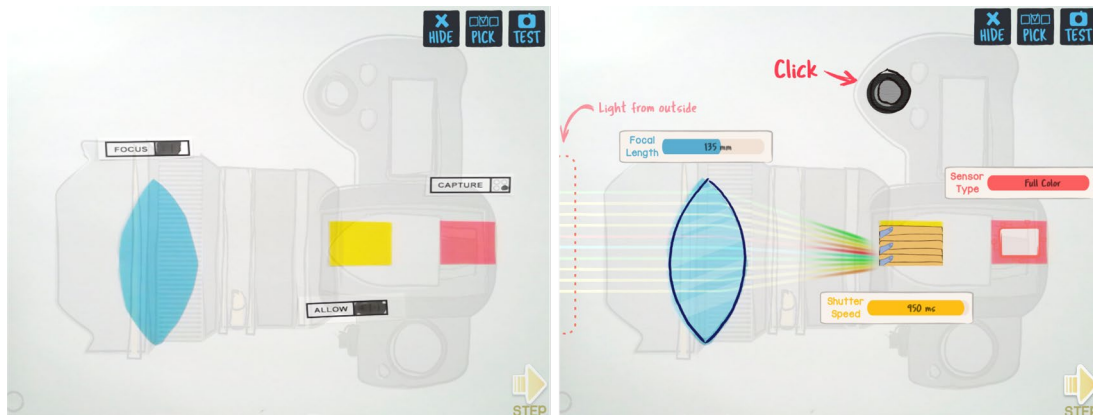 HIDE PICK TEST
FOCUS
CAPTURE
ALLOW
STEP
HIDE PICK TEST
Click
Light from outside
Focal
Length
135 mm
Sensor
Type
Full Color
Shutter
Speed
950 ms
STEP